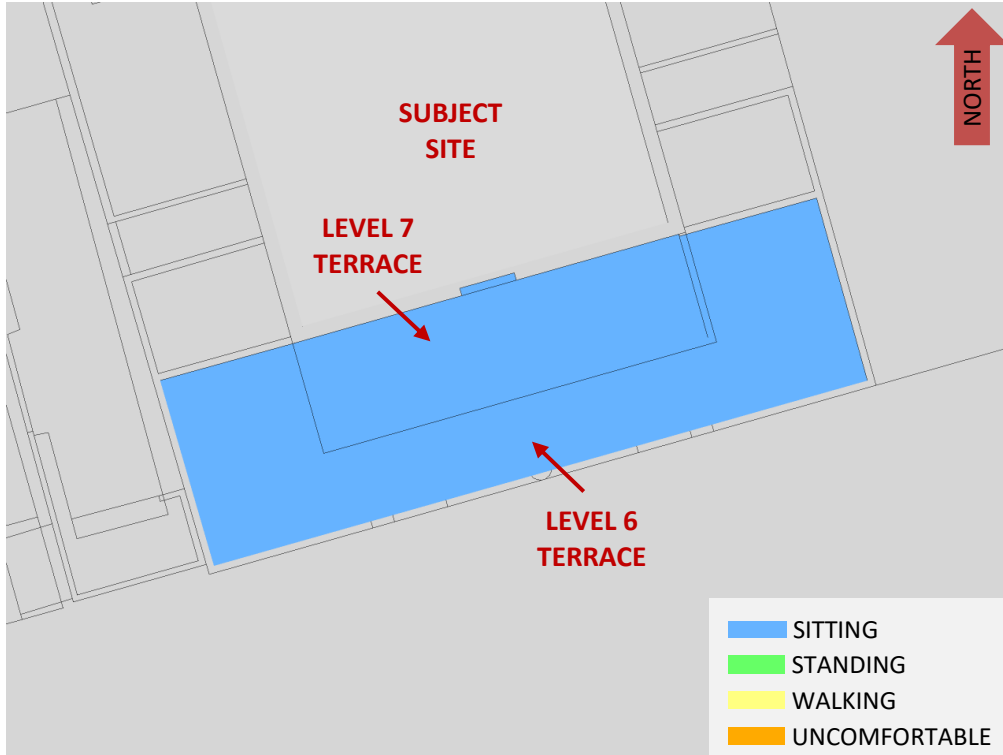 NORTH
SUBJECT
SITE
LEVEL 7
TERRACE
LEVEL 6
TERRACE
SITTING
STANDING
WALKING
UNCOMFORTABLE